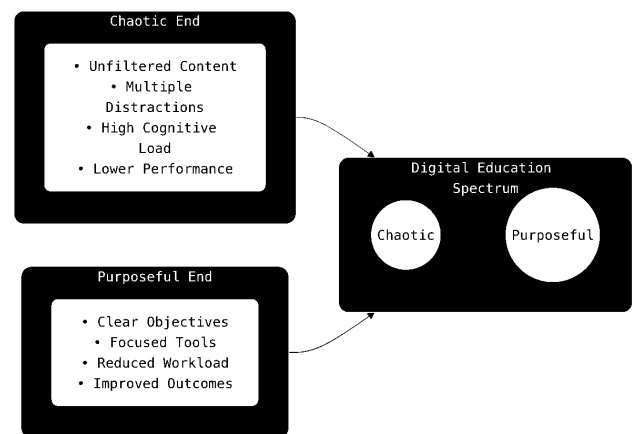 Chaotic End
• Unfiltered Content
• Multiple
Distractions
• High Cognitive
Load
• Lower Performance
Digital Education
Spectrum
Chaotic
Purposeful
Purposeful End
• Clear Objectives
• Focused Tools
• Reduced Workload
• Improved Outcomes